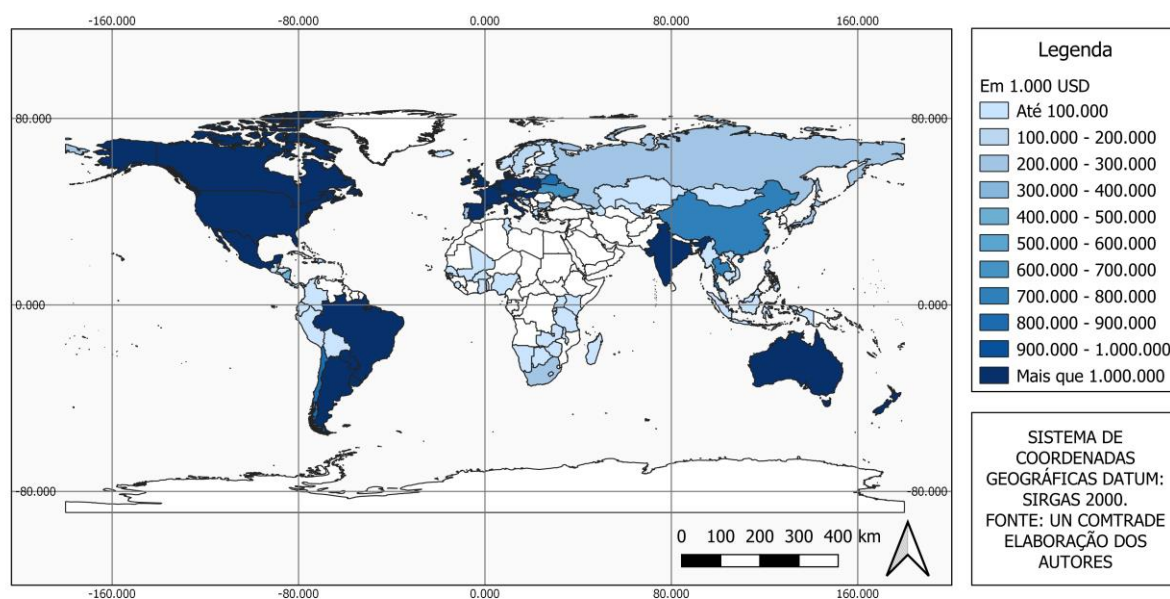 -160.000 -80.000 0.000 80.000 160.000
80.000 80.000
0.000 0.000
-80.000 -80.000
-160.000 -80.000 0.000 80.000 160.000
0 100 200 300 400 km
Legenda
Em 1.000 USD
Até 100.000
100.000 - 200.000
200.000 - 300.000
300.000 - 400.000
400.000 - 500.000
500.000 - 600.000
600.000 - 700.000
700.000 - 800.000
800.000 - 900.000
900.000 - 1.000.000
Mais que 1.000.000
SISTEMA DE
COORDENADAS
GEOGRÁFICAS DATUM:
SIRGAS 2000.
FONTE: UN COMTRADE
ELABORAÇÃO DOS
AUTORES